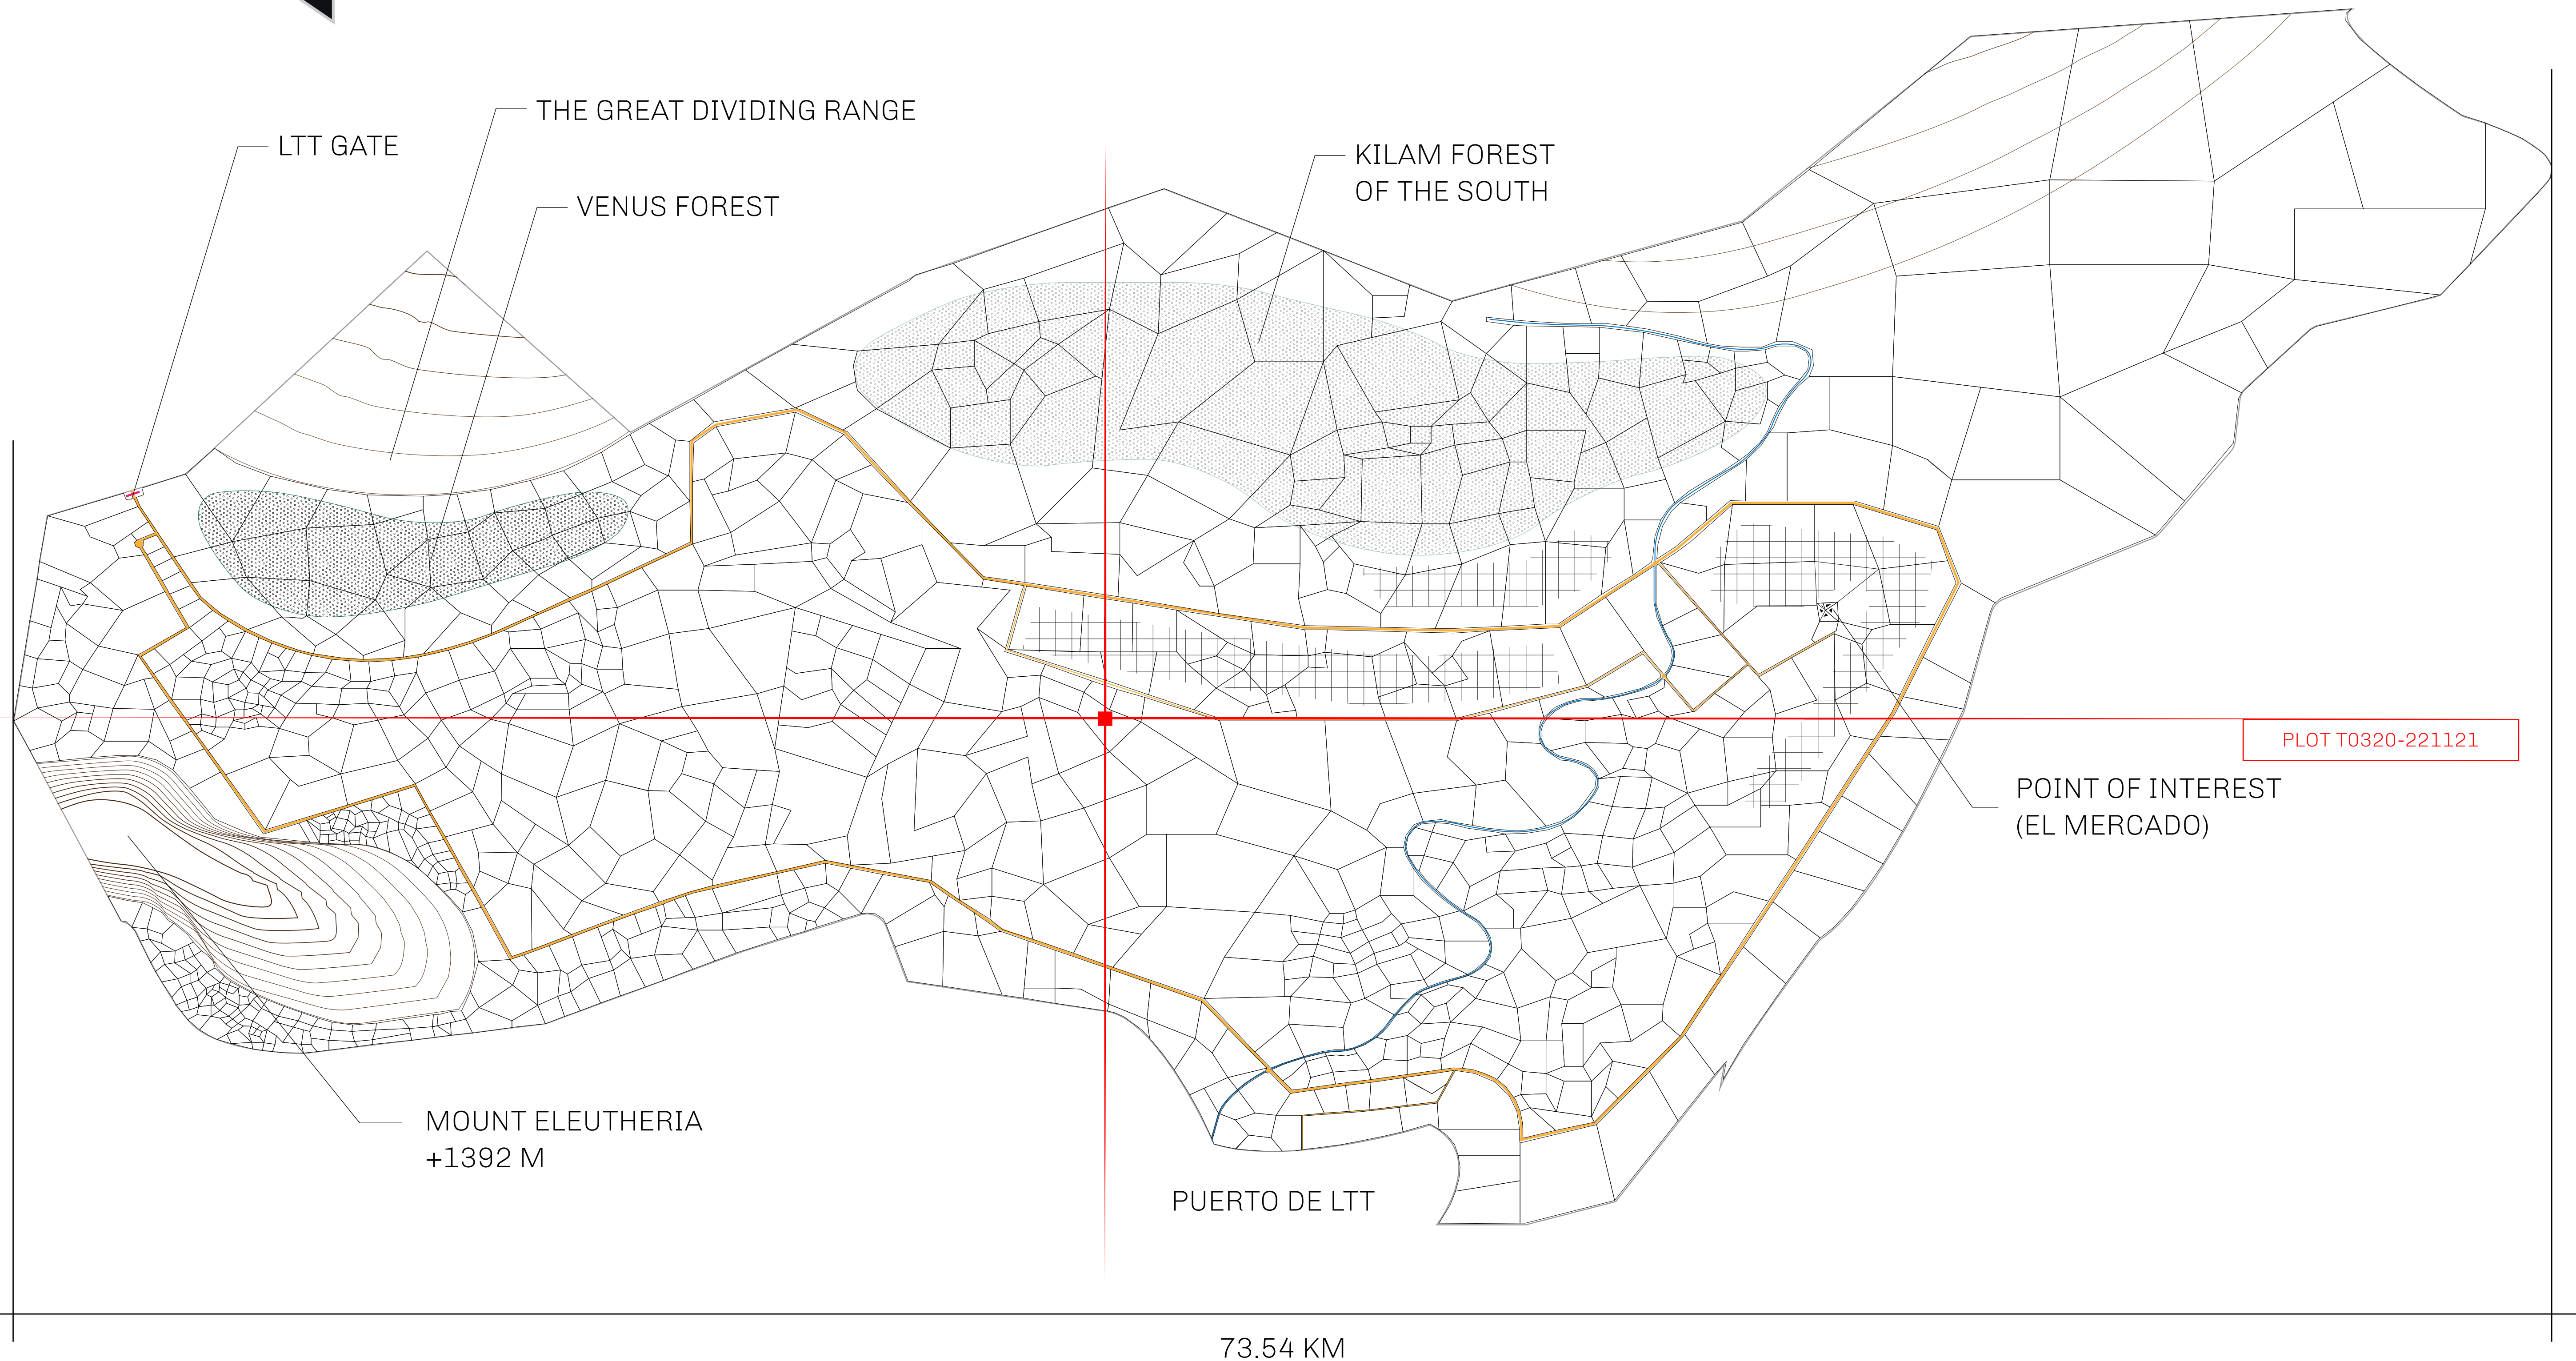 THE GREAT DIVIDING RANGE
LTT GATE
KILAM FOREST
OF THE SOUTH
VENUS FOREST
PLOT T0320-221121
POINT OF INTEREST
(EL MERCADO)
MOUNT ELEUTHERIA
+1392 M
PUERTO DE LTT
73.54 KM